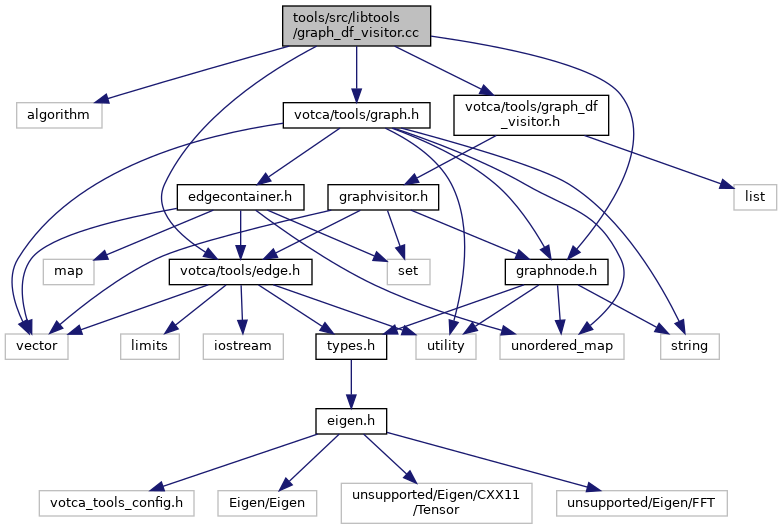 tools/src/libtools
/graph_df_visitor.cc
algorithm
votca/tools/graph.h
votca/tools/graph_df
_visitor.h
edgecontainer.h
graphvisitor.h
list
map
votca/tools/edge.h
set
graphnode.h
vector
limits
iostream
types.h
utility
unordered_map
string
eigen.h
votca_tools_config.h
Eigen/Eigen
unsupported/Eigen/CXX11
/Tensor
unsupported/Eigen/FFT